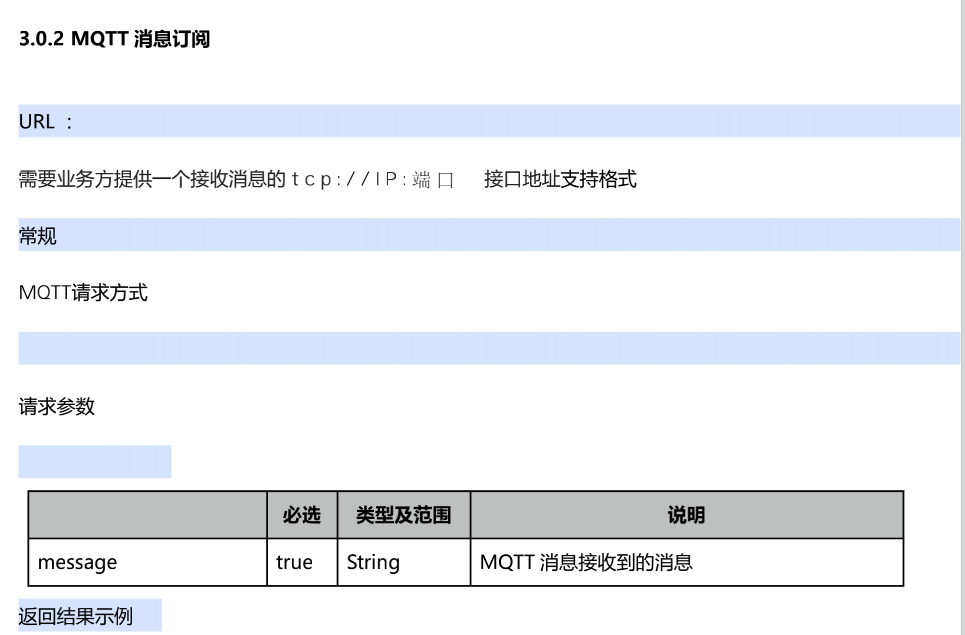 3.0.2 MQTT 消息订阅
URL ：
需要业务方提供一个接收消息的 tcp://IP:端口 接口地址支持格式
常规
MQTT请求方式
请求参数
必选 类型及范围 说明
message true String MQTT 消息接收到的消息
返回结果示例